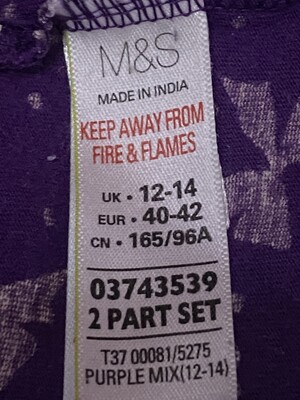 M&S
MADE IN INDIA
KEEP AWAY FROM
FIRE & FLAMES
UK • 12-14
EUR • 40-42
CN • 165/96A
03743539
2 PART SET
T37 00081/5275
PURPLE MIX(12-14)